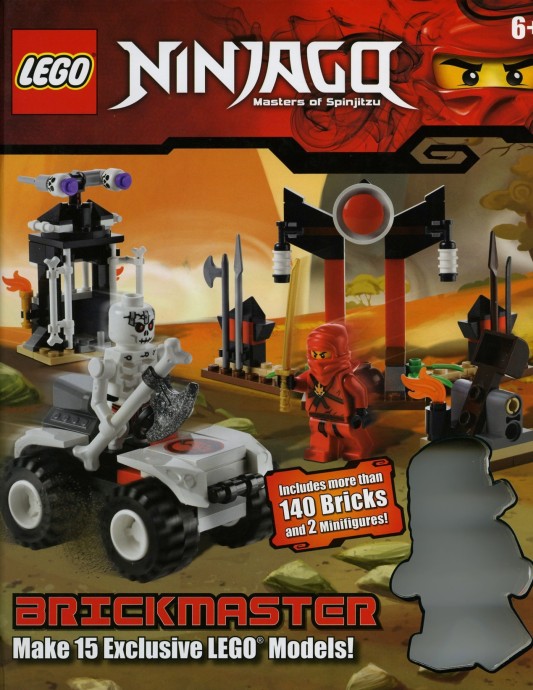 6+
LEGO
NINJAGO
Masters of Spinjitzu
Includes more than
140 Bricks
and 2 Minifigures!
BRICKMASTER
Make 15 Exclusive LEGO® Models!